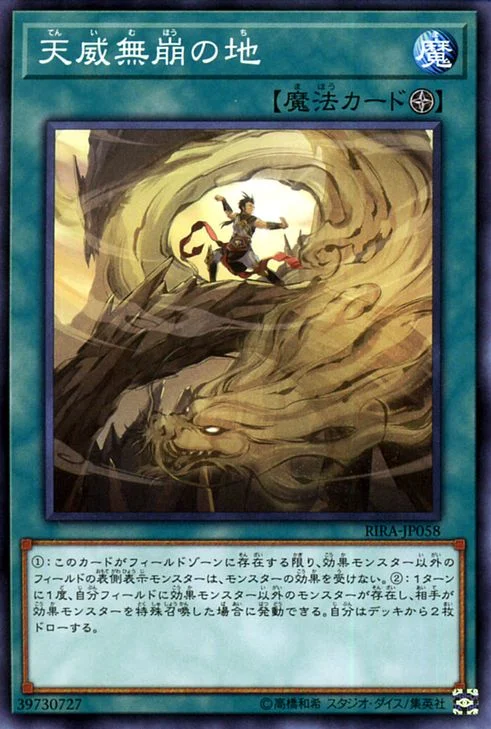 天威無崩の地
【魔法カード】
魔
RIRA-JP058
①：このカードがフィールドゾーンに存在する限り、効果モンスター以外の
フィールドの表側表示モンスターは、モンスターの効果を受けない。②：１ターン
に１度、自分フィールドに効果モンスター以外のモンスターが存在し、相手が
効果モンスターを特殊召喚した場合に発動できる。自分はデッキから２枚
ドローする。
39730727
©高橋和希 スタジオ・ダイス/集英社